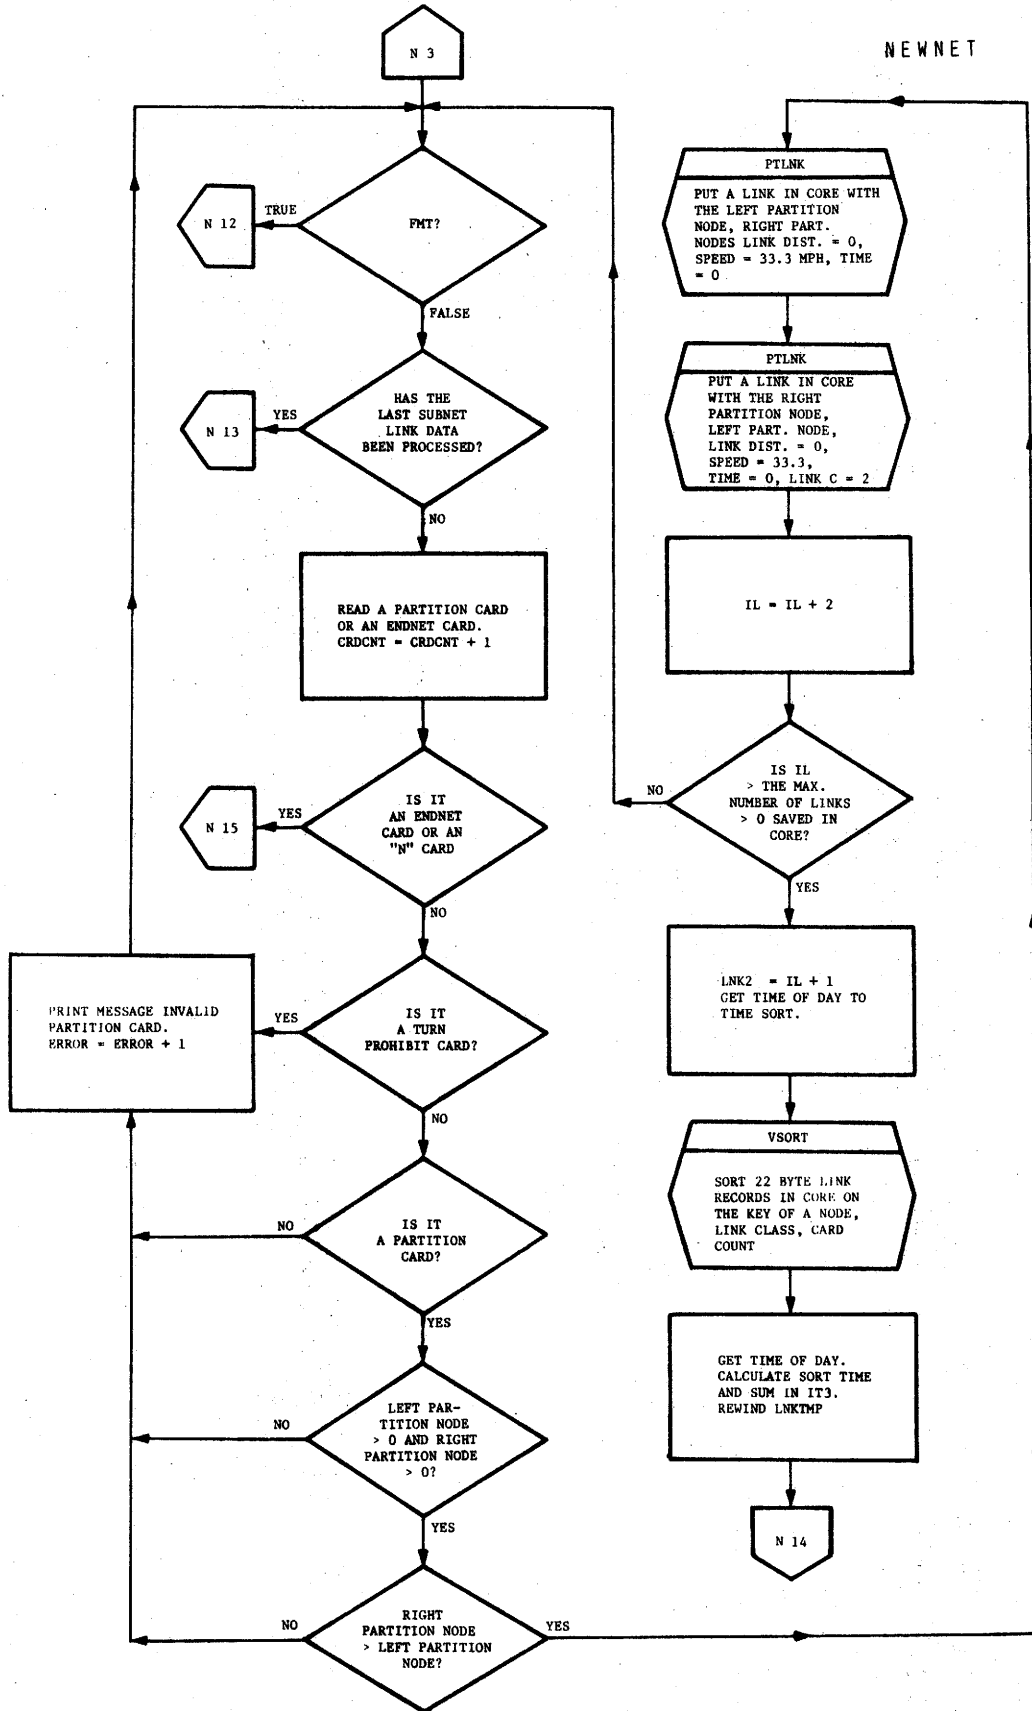 NEWNET
N 3
FMT?
TRUE
N 12
FALSE
HAS THE
LAST SUBNET
LINK DATA
BEEN PROCESSED?
YES
N 13
NO
READ A PARTITION CARD
OR AN ENDNET CARD.
CRDCNT = CRDCNT + 1
IS IT
AN ENDNET
CARD OR AN
"N" CARD
YES
N 15
NO
IS IT
A TURN
PROHIBIT CARD?
YES
PRINT MESSAGE INVALID
PARTITION CARD.
ERROR = ERROR + 1
NO
IS IT
A PARTITION
CARD?
NO
YES
LEFT PAR-
TITION NODE
> 0 AND RIGHT
PARTITION NODE
> 0?
NO
YES
RIGHT
PARTITION NODE
> LEFT PARTITION
NODE?
NO
YES
PTLNK
PUT A LINK IN CORE WITH
THE LEFT PARTITION
NODE, RIGHT PART.
NODES LINK DIST. = 0,
SPEED = 33.3 MPH, TIME
= 0
PTLNK
PUT A LINK IN CORE
WITH THE RIGHT
PARTITION NODE,
LEFT PART. NODE,
LINK DIST. = 0,
SPEED = 33.3,
TIME = 0, LINK C = 2
IL = IL + 2
IS IL
> THE MAX.
NUMBER OF LINKS
> 0 SAVED IN
CORE?
NO
YES
LNK2 = IL + 1
GET TIME OF DAY TO
TIME SORT.
VSORT
SORT 22 BYTE LINK
RECORDS IN CORE ON
THE KEY OF A NODE,
LINK CLASS, CARD
COUNT
GET TIME OF DAY.
CALCULATE SORT TIME
AND SUM IN IT3.
REWIND LNKTMP
N 14